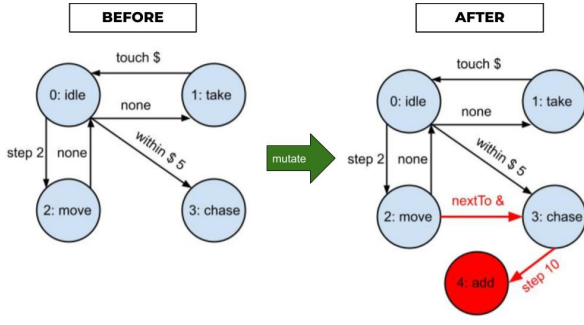 BEFORE
touch $
0: idle
1: take
none
step 2
none
within $ 5
2: move
3: chase
mutate
AFTER
touch $
0: idle
1: take
none
step 2
none
within $ 5
nextTo &
2: move
3: chase
step 10
4: add